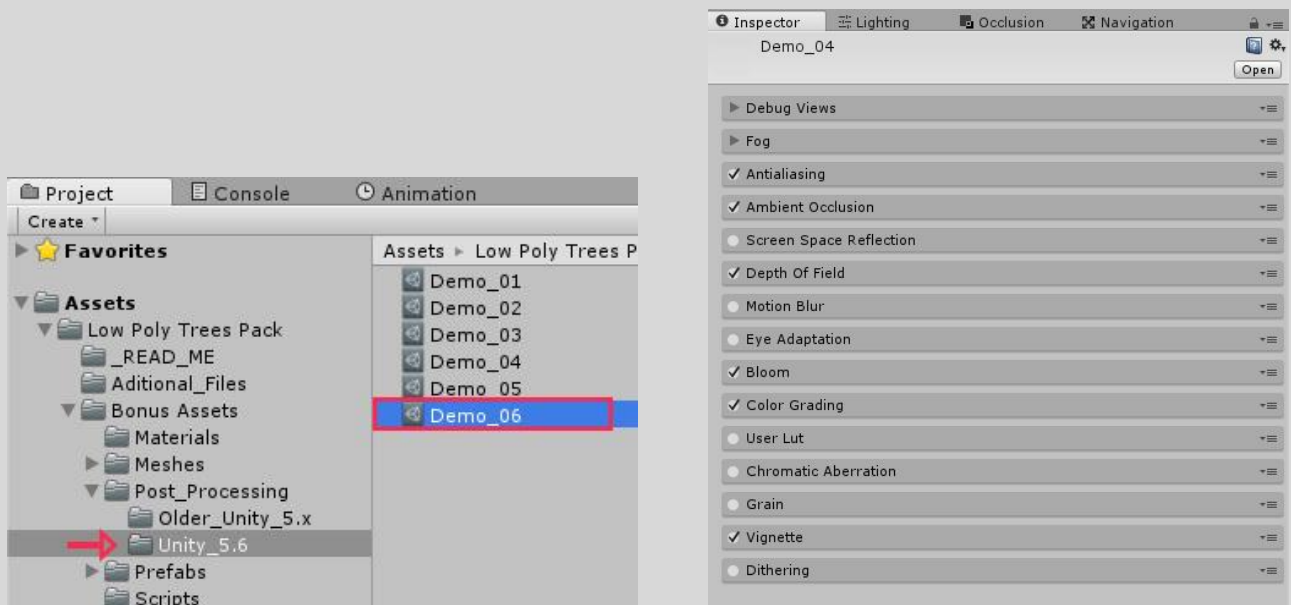 Project Console Animation
Create
Favorites
Assets
Low Poly Trees Pack
_READ_ME
Aditional_Files
Bonus Assets
Materials
Meshes
Post_Processing
Older_Unity_5.x
Unity_5.6
Prefabs
Scripts
Assets Low Poly Trees P
Demo_01
Demo_02
Demo_03
Demo_04
Demo_05
Demo_06
Inspector Lighting Occlusion Navigation
Demo_04
Open
Debug Views
Fog
Antialiasing
Ambient Occlusion
Screen Space Reflection
Depth Of Field
Motion Blur
Eye Adaptation
Bloom
Color Grading
User Lut
Chromatic Aberration
Grain
Vignette
Dithering